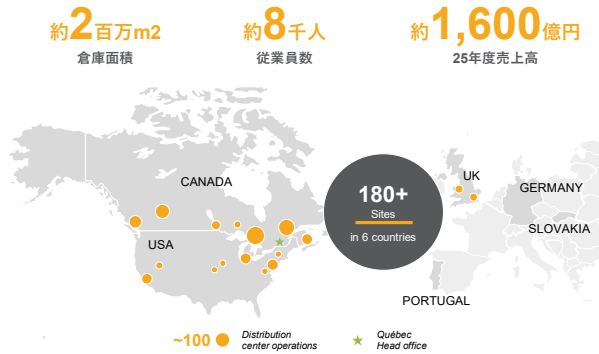 約2百万m2
約8千人
約1,600億円
倉庫面積
従業員数
25年度売上高
CANADA
USA
180+
Sites
in 6 countries
UK
GERMANY
SLOVAKIA
PORTUGAL
~100
Distribution
center operations
Québec
Head office